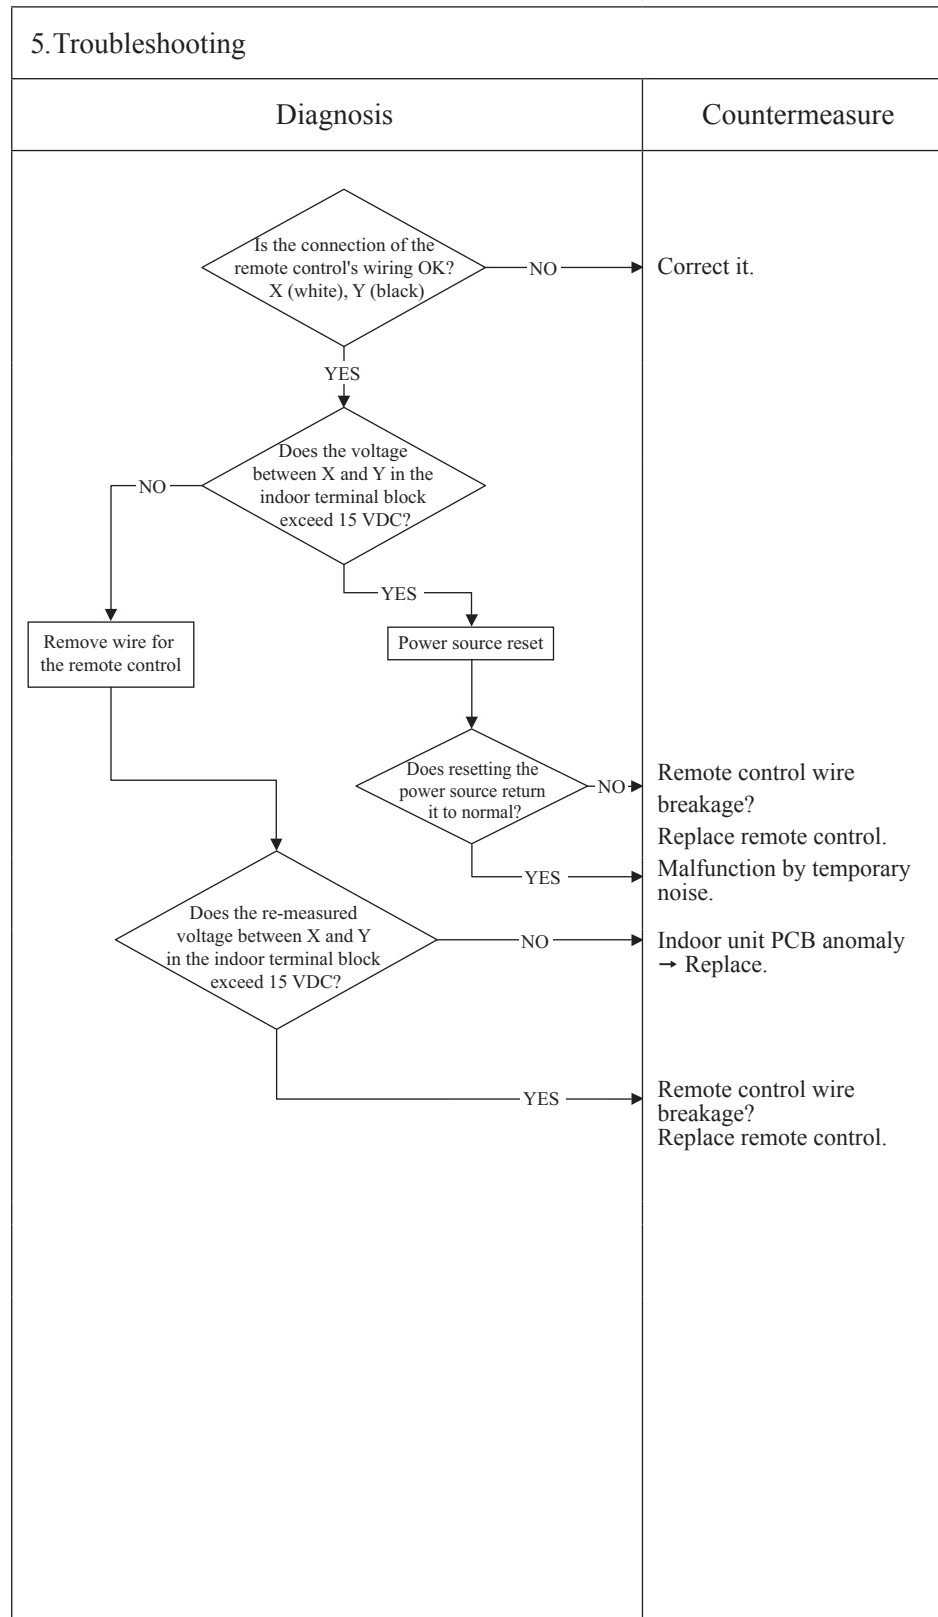 5.Troubleshooting
Diagnosis
Countermeasure
Is the connection of the
remote control's wiring OK?
X (white), Y (black)
NO
Correct it.
YES
Does the voltage
between X and Y in the
indoor terminal block
exceed 15 VDC?
NO
YES
Remove wire for
the remote control
Power source reset
Does resetting the
power source return
it to normal?
NO
Remote control wire
breakage?
Replace remote control.
YES
Malfunction by temporary
noise.
Does the re-measured
voltage between X and Y
in the indoor terminal block
exceed 15 VDC?
NO
Indoor unit PCB anomaly
→ Replace.
YES
Remote control wire
breakage?
Replace remote control.